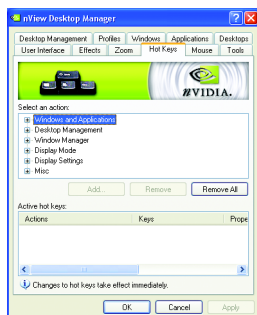 nView Desktop Manager
Desktop Management Profiles Windows Applications Desktops
User Interface Effects Zoom Hot Keys Mouse Tools
nVIDIA.
Select an action:
Windows and Applications
Desktop Management
Window Manager
Display Mode
Display Settings
Misc
Add... Remove Remove All
Active hot keys:
Actions Keys Prope
Changes to hot keys take effect immediately.
OK Cancel Apply